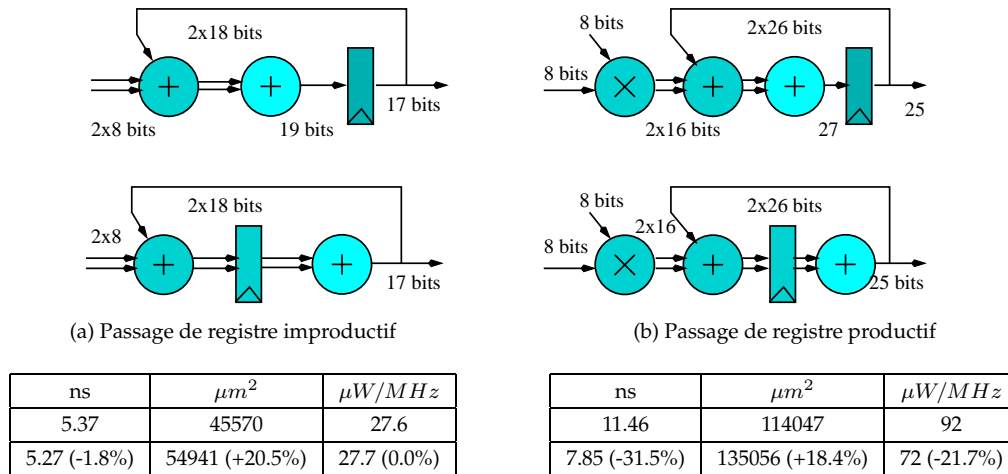 2x18 bits
2x8 bits
19 bits
17 bits
2x18 bits
2x8
17 bits
(a) Passage de registre improductif
8 bits
2x26 bits
8 bits
2x16 bits
27
25
8 bits
2x26 bits
2x16
8 bits
25 bits
(b) Passage de registre productif
ns μm² μW/MHz
5.37 45570 27.6
5.27 (-1.8%) 54941 (+20.5%) 27.7 (0.0%)
ns μm² μW/MHz
11.46 114047 92
7.85 (-31.5%) 135056 (+18.4%) 72 (-21.7%)